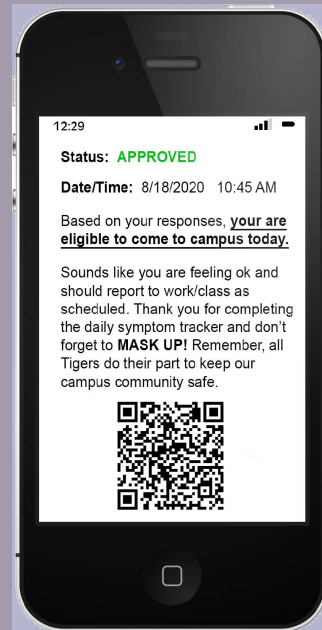 12:29
Status: APPROVED
Date/Time: 8/18/2020 10:45 AM
Based on your responses, your are
eligible to come to campus today.
Sounds like you are feeling ok and
should report to work/class as
scheduled. Thank you for completing
the daily symptom tracker and don't
forget to MASK UP! Remember, all
Tigers do their part to keep our
campus community safe.